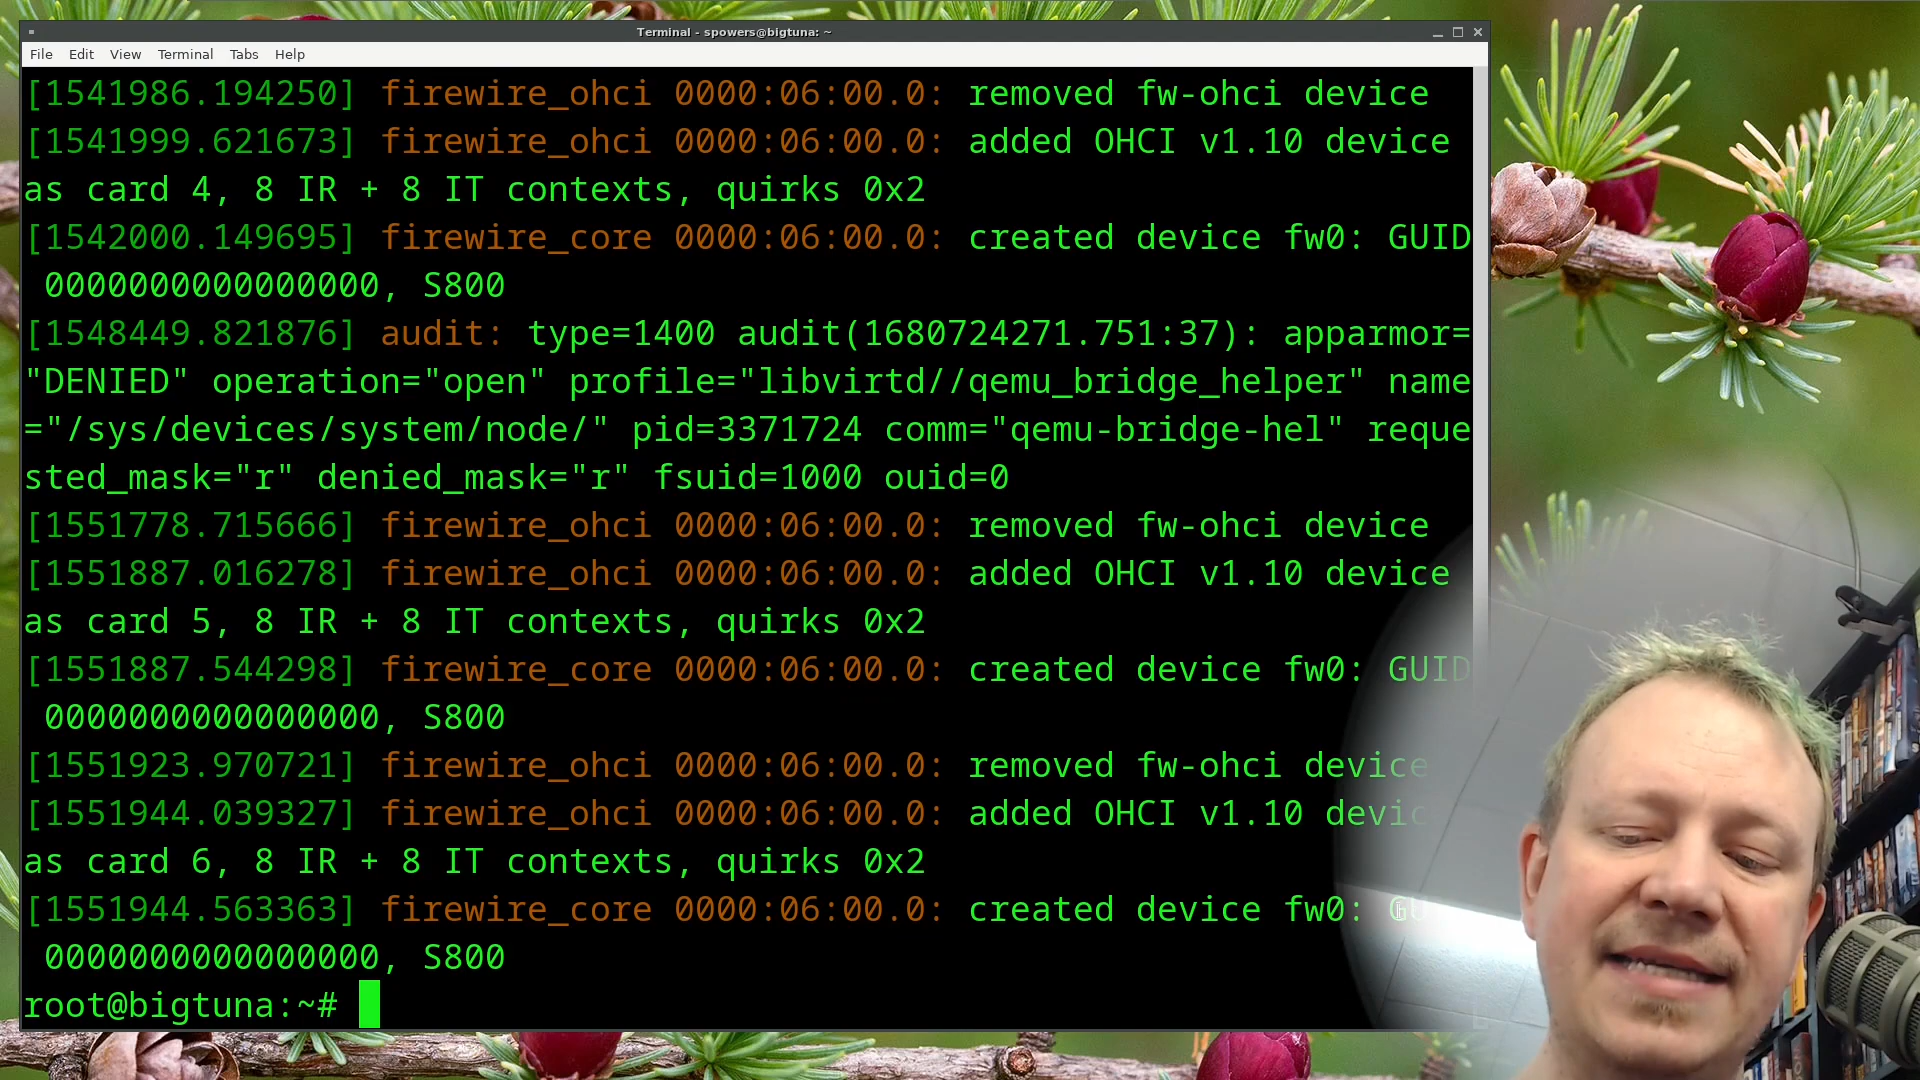 Terminal - spowers@bigtuna: ~
File Edit View Terminal Tabs Help
[1541986.194250] firewire_ohci 0000:06:00.0: removed fw-ohci device
[1541999.621673] firewire_ohci 0000:06:00.0: added OHCI v1.10 device
as card 4, 8 IR + 8 IT contexts, quirks 0x2
[1542000.149695] firewire_core 0000:06:00.0: created device fw0: GUID
0000000000000000, S800
[1548449.821876] audit: type=1400 audit(1680724271.751:37): apparmor=
"DENIED" operation="open" profile="libvirtd//qemu_bridge_helper" name
="/sys/devices/system/node/" pid=3371724 comm="qemu-bridge-hel" reque
sted_mask="r" denied_mask="r" fsuid=1000 ouid=0
[1551778.715666] firewire_ohci 0000:06:00.0: removed fw-ohci device
[1551887.016278] firewire_ohci 0000:06:00.0: added OHCI v1.10 device
as card 5, 8 IR + 8 IT contexts, quirks 0x2
[1551887.544298] firewire_core 0000:06:00.0: created device fw0: GUID
0000000000000000, S800
[1551923.970721] firewire_ohci 0000:06:00.0: removed fw-ohci device
[1551944.039327] firewire_ohci 0000:06:00.0: added OHCI v1.10 devic
as card 6, 8 IR + 8 IT contexts, quirks 0x2
[1551944.563363] firewire_core 0000:06:00.0: created device fw0: GU
0000000000000000, S800
root@bigtuna:~#